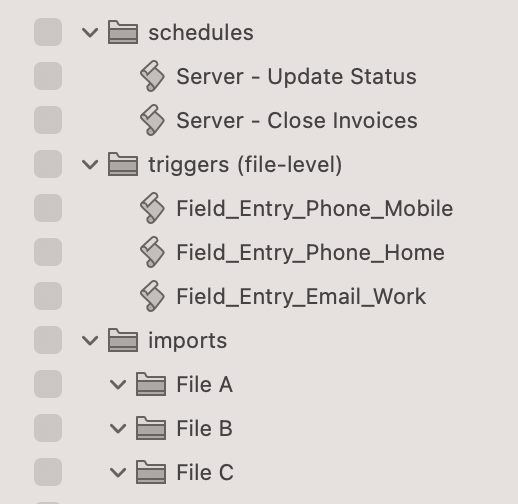 schedules
Server - Update Status
Server - Close Invoices
triggers (file-level)
Field_Entry_Phone_Mobile
Field_Entry_Phone_Home
Field_Entry_Email_Work
imports
File A
File B
File C